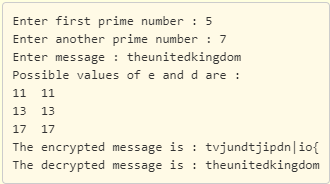 Enter first prime number : 5
Enter another prime number : 7
Enter message : theunitedkingdom
Possible values of e and d are :
11  11
13  13
17  17
The encrypted message is : tvjundtjipdn|io{
The decrypted message is : theunitedkingdom